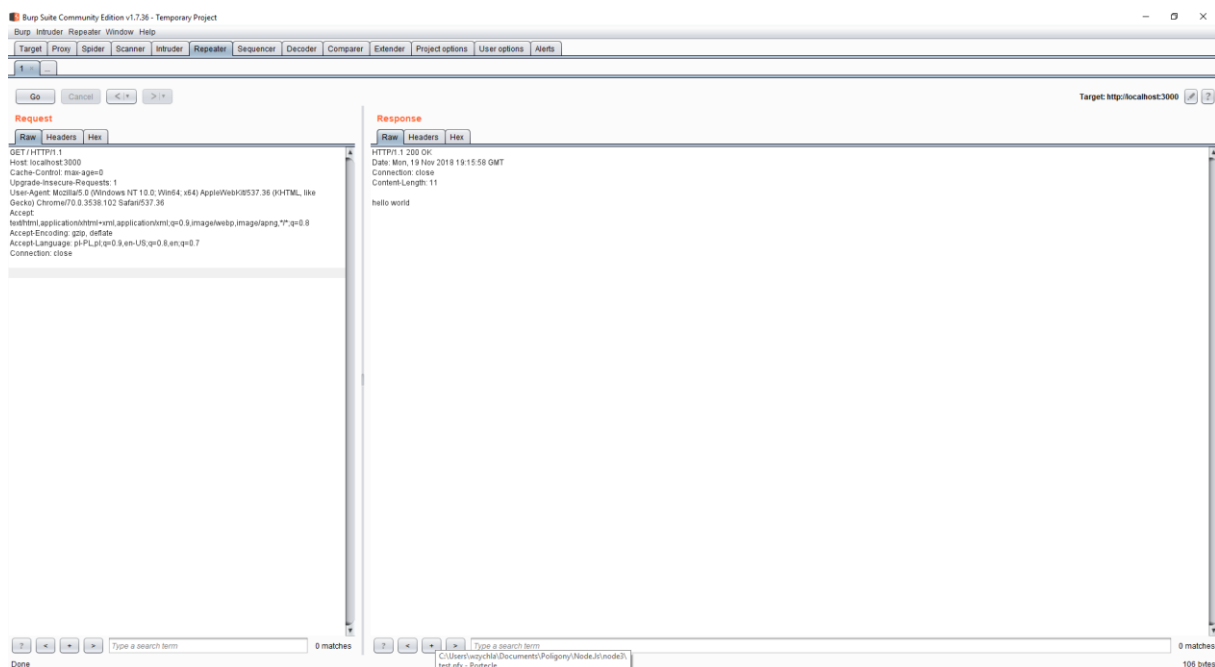 Burp Suite Community Edition v1.7.36 - Temporary Project
Burp Intruder Repeater Window Help
Target Proxy Spider Scanner Intruder Repeater Sequencer Decoder Comparer Extender Project options User options Alerts
1 × ...
Go Cancel < > Target: http://localhost:3000 ?
Request
Raw Headers Hex
GET / HTTP/1.1
Host: localhost:3000
Cache-Control: max-age=0
Upgrade-Insecure-Requests: 1
User-Agent: Mozilla/5.0 (Windows NT 10.0; Win64; x64) AppleWebKit/537.36 (KHTML, like
Gecko) Chrome/70.0.3538.102 Safari/537.36
Accept:
text/html,application/xhtml+xml,application/xml;q=0.9,image/webp,image/apng,*/*;q=0.8
Accept-Encoding: gzip, deflate
Accept-Language: pl-PL,pl;q=0.9,en-US;q=0.8,en;q=0.7
Connection: close
? < + > Type a search term 0 matches
Response
Raw Headers Hex
HTTP/1.1 200 OK
Date: Mon, 19 Nov 2018 19:15:58 GMT
Connection: close
Content-Length: 11
hello world
? < + > Type a search term 0 matches
C:\Users\wzychla\Documents\Poligony\NodeJs\node3\
test.pfx - Portecle
Done 106 bytes